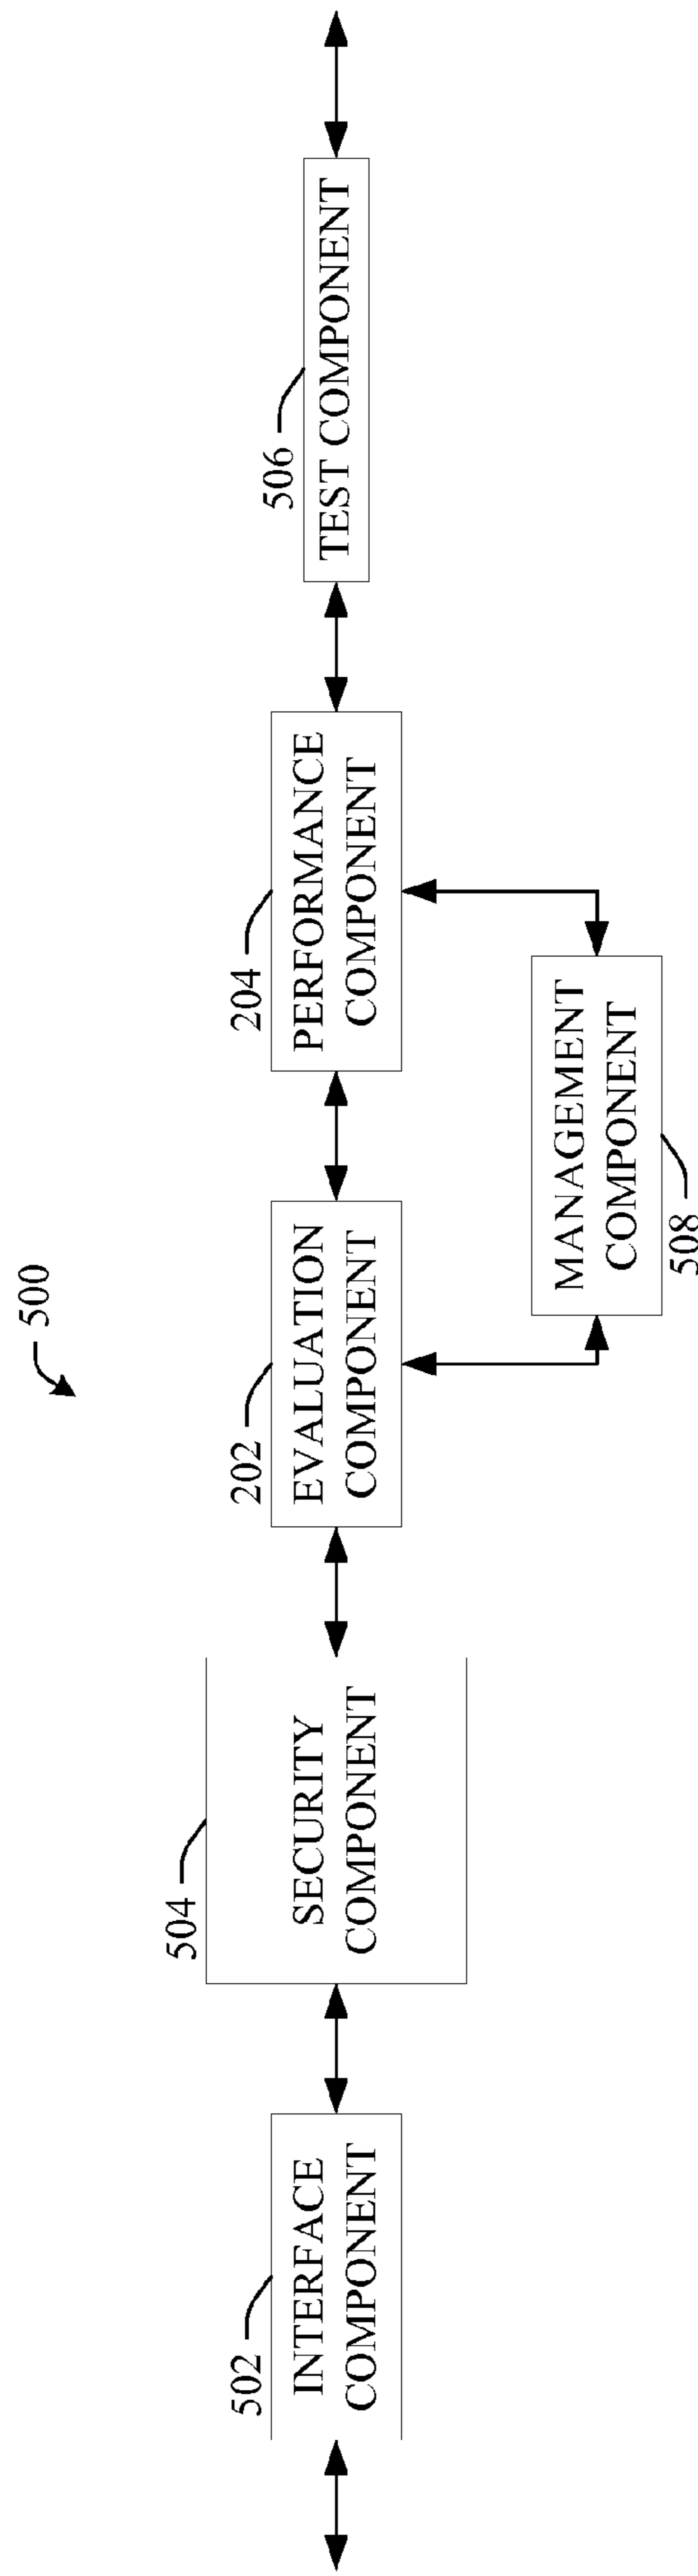 500
502
INTERFACE
COMPONENT
504
SECURITY
COMPONENT
202
EVALUATION
COMPONENT
204
PERFORMANCE
COMPONENT
506
TEST COMPONENT
MANAGEMENT
COMPONENT
508